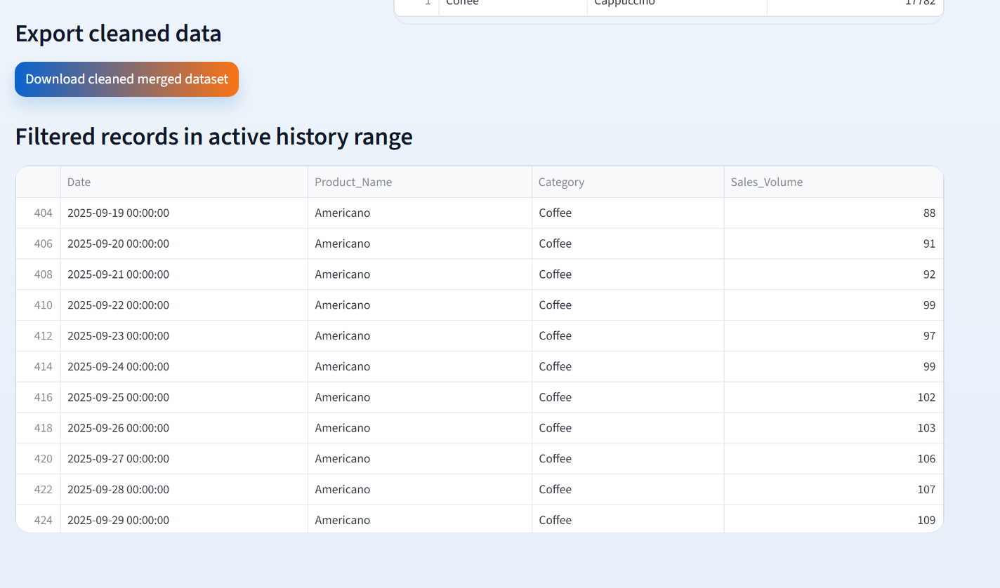 1 Coffee Cappuccino 17782
Export cleaned data
Download cleaned merged dataset
Filtered records in active history range
Date Product_Name Category Sales_Volume
404 2025-09-19 00:00:00 Americano Coffee 88
406 2025-09-20 00:00:00 Americano Coffee 91
408 2025-09-21 00:00:00 Americano Coffee 92
410 2025-09-22 00:00:00 Americano Coffee 99
412 2025-09-23 00:00:00 Americano Coffee 97
414 2025-09-24 00:00:00 Americano Coffee 99
416 2025-09-25 00:00:00 Americano Coffee 102
418 2025-09-26 00:00:00 Americano Coffee 103
420 2025-09-27 00:00:00 Americano Coffee 106
422 2025-09-28 00:00:00 Americano Coffee 107
424 2025-09-29 00:00:00 Americano Coffee 109